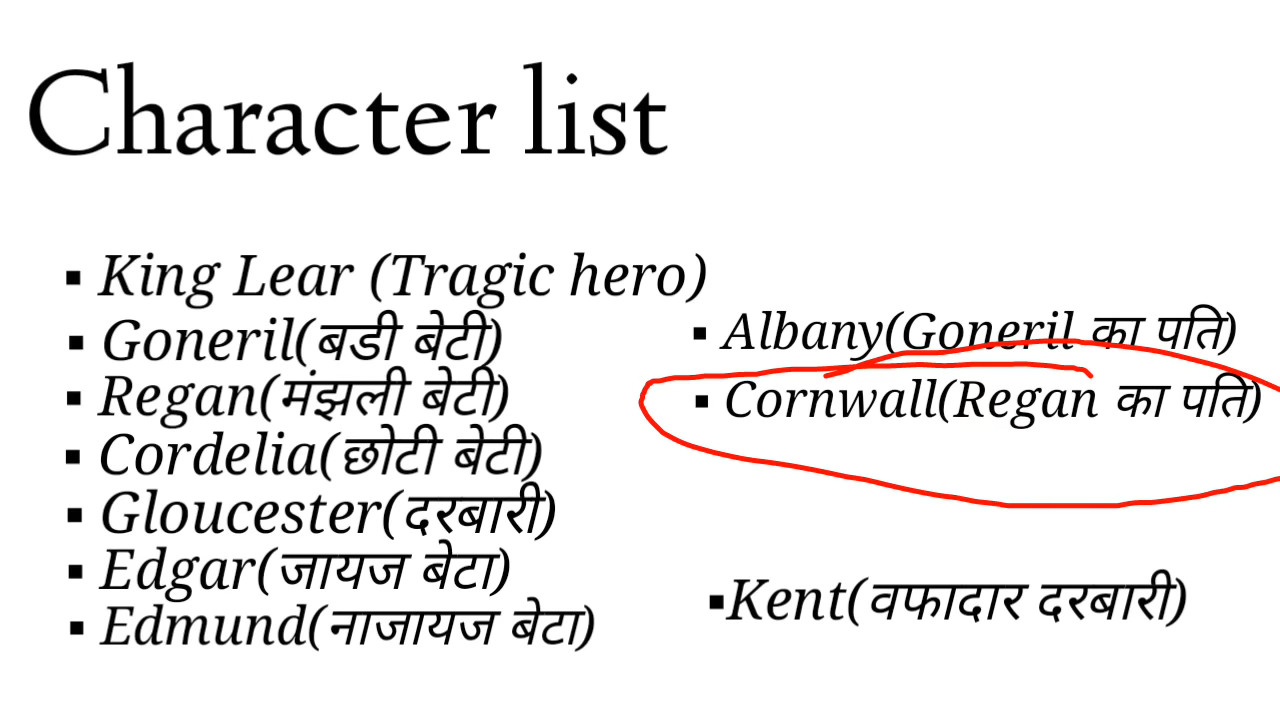 Character list
▪ King Lear (Tragic hero)
▪ Goneril(बडी बेटी)
▪ Regan(मंझली बेटी)
▪ Cordelia(छोटी बेटी)
▪ Gloucester(दरबारी)
▪ Edgar(जायज बेटा)
▪ Edmund(नाजायज बेटा)
▪ Albany(Goneril का पति)
▪ Cornwall(Regan का पति)
▪Kent(वफादार दरबारी)